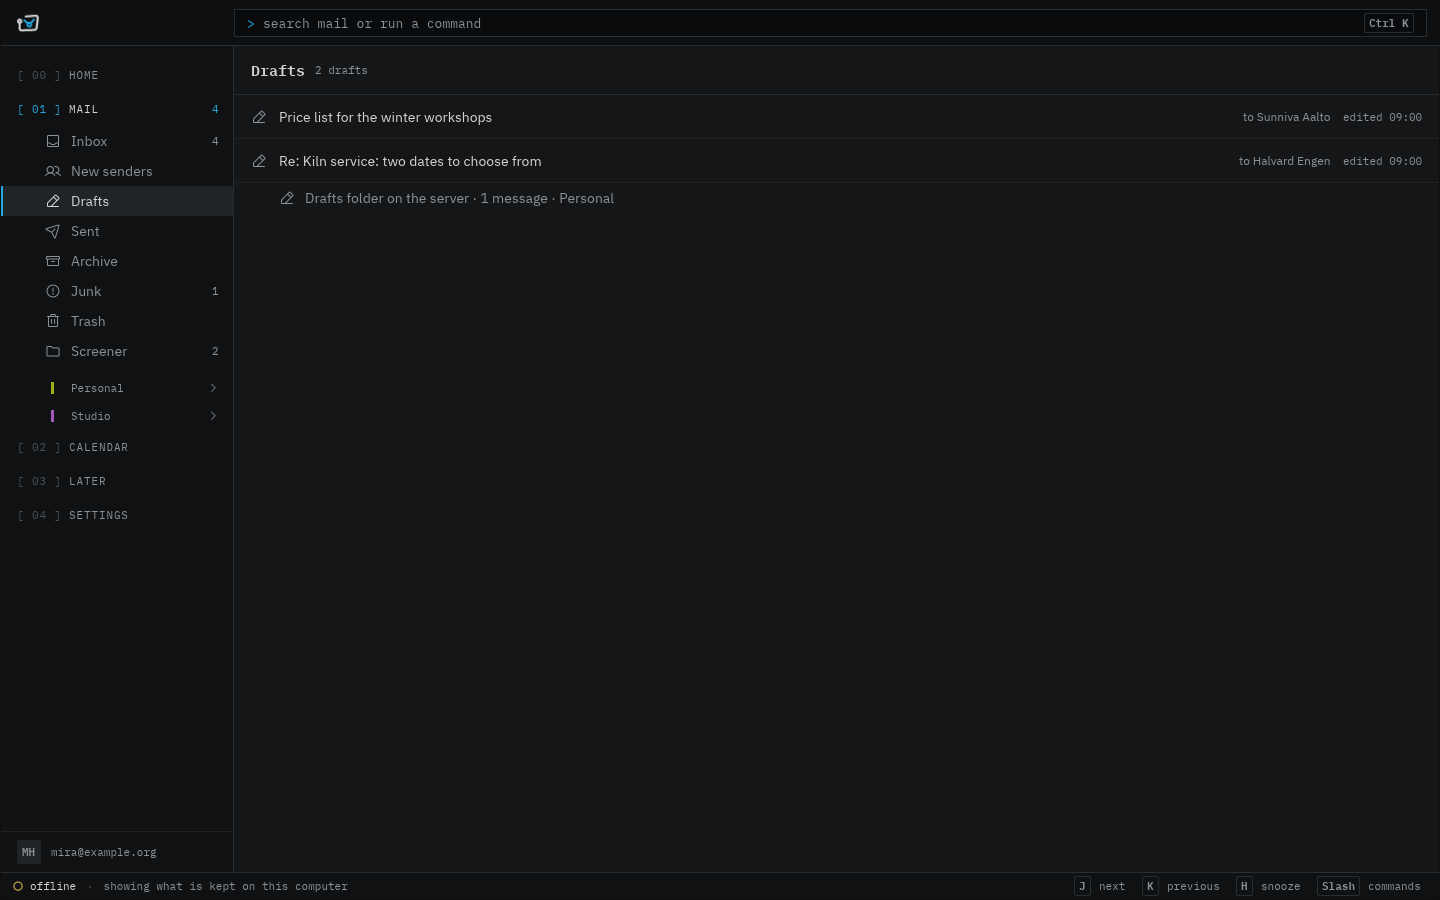 > search mail or run a command Ctrl K
[ 00 ] HOME
[ 01 ] MAIL 4
Inbox 4
New senders
Drafts
Sent
Archive
Junk 1
Trash
Screener 2
Personal
Studio
[ 02 ] CALENDAR
[ 03 ] LATER
[ 04 ] SETTINGS
MH mira@example.org
Drafts 2 drafts
Price list for the winter workshops to Sunniva Aalto edited 09:00
Re: Kiln service: two dates to choose from to Halvard Engen edited 09:00
Drafts folder on the server · 1 message · Personal
offline · showing what is kept on this computer J next K previous H snooze Slash commands